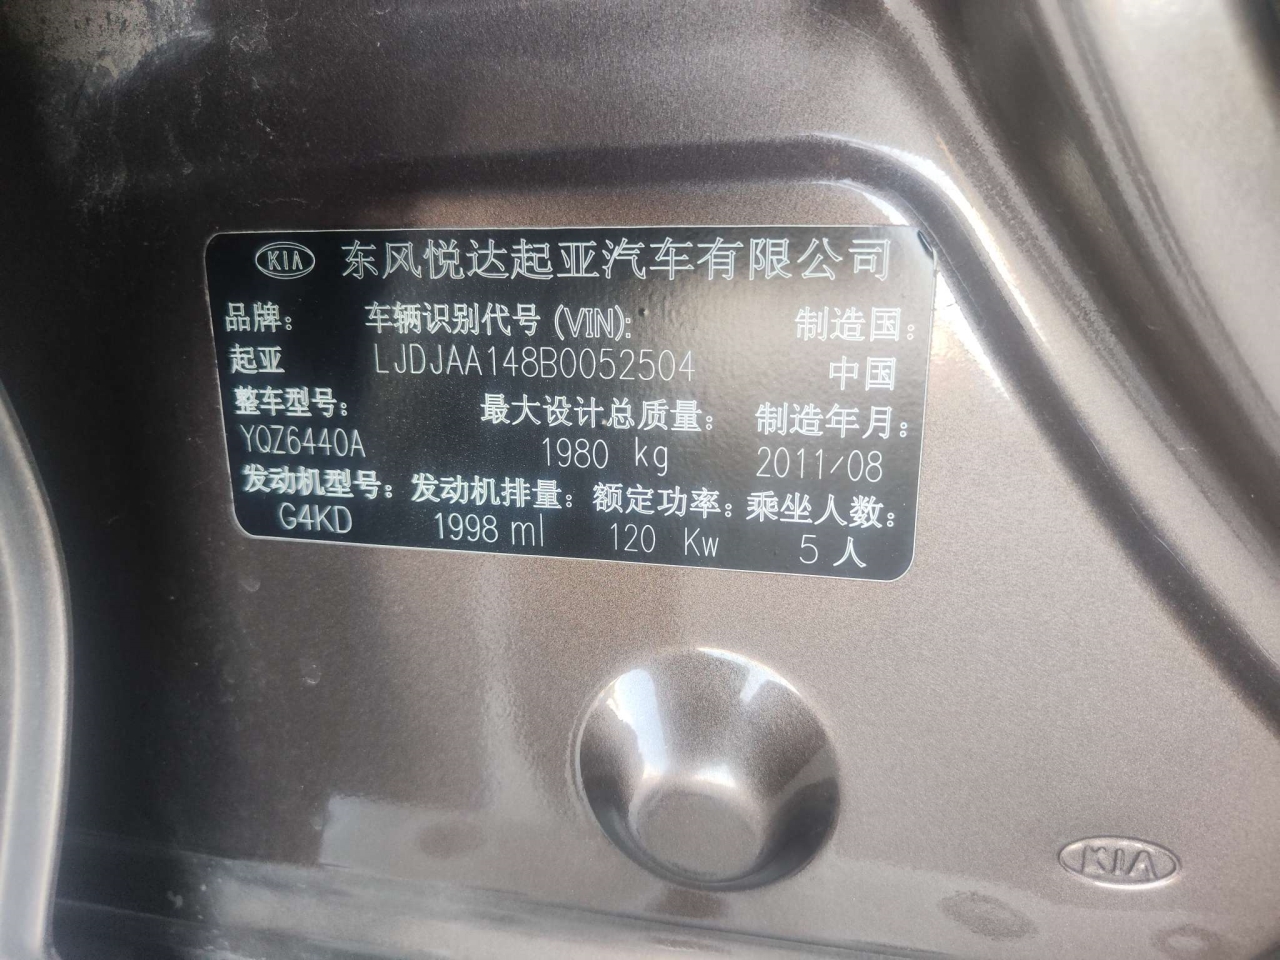 KIA 东风悦达起亚汽车有限公司
品牌: 车辆识别代号 (VIN): 制造国:
起亚 LJDJAA148B0052504 中国
整车型号: 最大设计总质量: 制造年月:
YQZ6440A 1980 kg 2011/08
发动机型号: 发动机排量: 额定功率: 乘坐人数:
G4KD 1998 ml 120 Kw 5 人
KIA